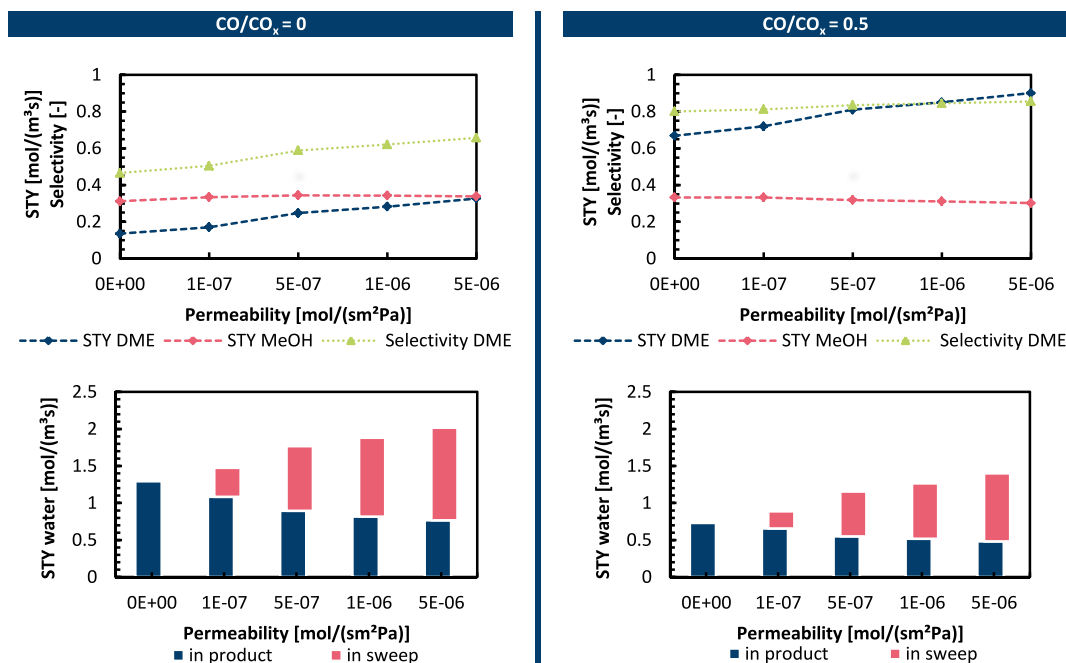 CO/COₓ = 0
STY [mol/(m³s)]
Selectivity [-]
1
0.8
0.6
0.4
0.2
0
0E+00 1E-07 5E-07 1E-06 5E-06
Permeability [mol/(sm²Pa)]
STY DME STY MeOH Selectivity DME
STY water [mol/(m³s)]
2.5
2
1.5
1
0.5
0
0E+00 1E-07 5E-07 1E-06 5E-06
Permeability [mol/(sm²Pa)]
in product in sweep
CO/COₓ = 0.5
STY [mol/(m³s)]
Selectivity [-]
1
0.8
0.6
0.4
0.2
0
0E+00 1E-07 5E-07 1E-06 5E-06
Permeability [mol/(sm²Pa)]
STY DME STY MeOH Selectivity DME
STY water [mol/(m³s)]
2.5
2
1.5
1
0.5
0
0E+00 1E-07 5E-07 1E-06 5E-06
Permeability [mol/(sm²Pa)]
in product in sweep